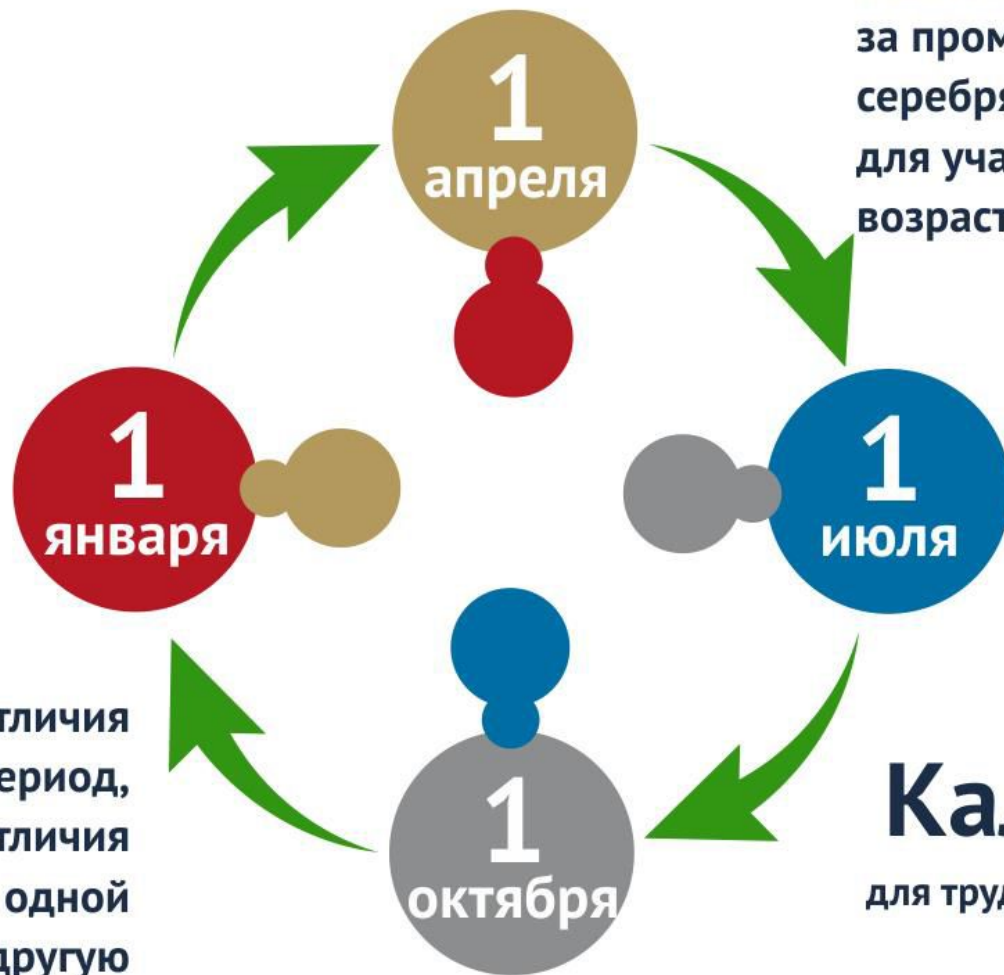 за пром
серебря
для уча
возраст
1
апреля
1
января
1
июля
1
октября
тличия
ериод,
тличия
одной
другую
Кал
для труд